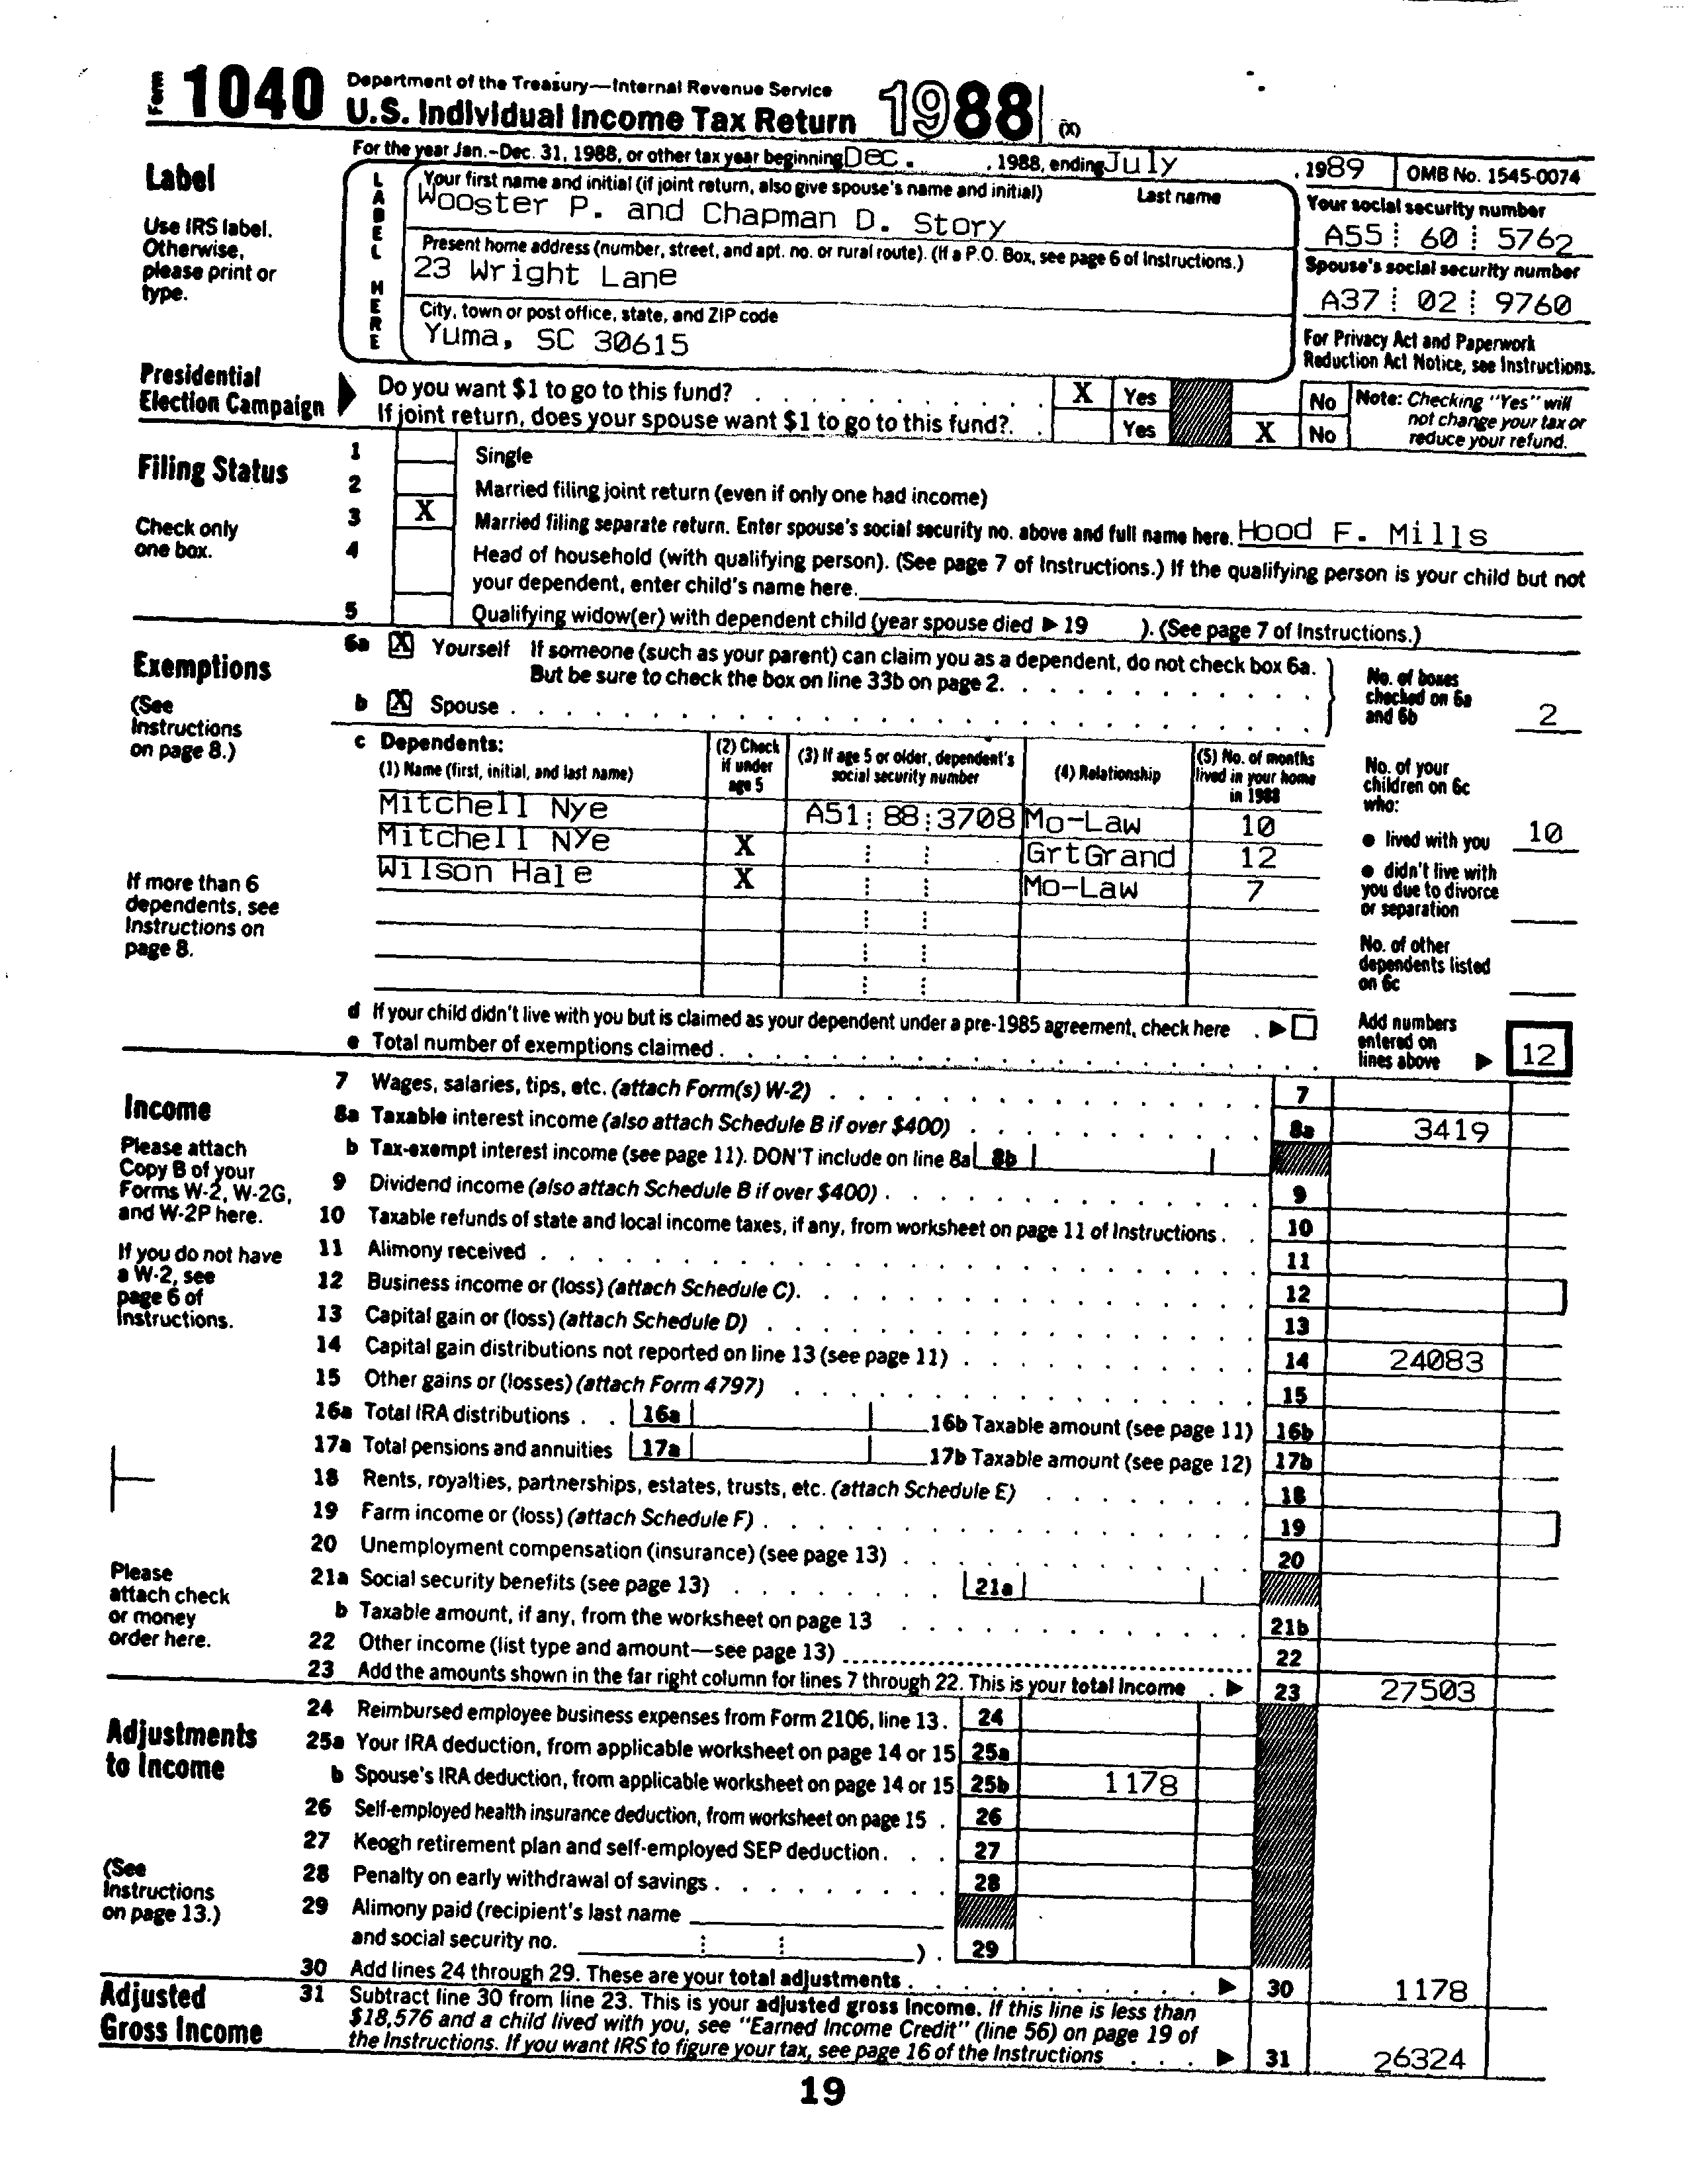 Form 1040 Department of the Treasury—Internal Revenue Service
U.S. Individual Income Tax Return 1988 (X)
For the year Jan.-Dec. 31, 1988, or other tax year beginning Dec. , 1988, ending July , 1989 OMB No. 1545-0074
Label
Use IRS label. Otherwise, please print or type.
LABEL HERE
Your first name and initial (if joint return, also give spouse's name and initial) Last name
Wooster P. and Chapman D. Story
Your social security number
A55 60 5762
Present home address (number, street, and apt. no. or rural route). (If a P.O. Box, see page 6 of Instructions.)
23 Wright Lane
Spouse's social security number
A37 02 9760
City, town or post office, state, and ZIP code
Yuma, SC 30615
For Privacy Act and Paperwork Reduction Act Notice, see Instructions.
Presidential Election Campaign
Do you want $1 to go to this fund? X Yes No
If joint return, does your spouse want $1 to go to this fund?. Yes X No
Note: Checking "Yes" will not change your tax or reduce your refund.
Filing Status
Check only one box.
1 Single
2 Married filing joint return (even if only one had income)
3 X Married filing separate return. Enter spouse's social security no. above and full name here. Hood F. Mills
4 Head of household (with qualifying person). (See page 7 of Instructions.) If the qualifying person is your child but not
your dependent, enter child's name here.
5 Qualifying widow(er) with dependent child (year spouse died ▶ 19 ). (See page 7 of Instructions.)
Exemptions
(See Instructions on page 8.)
6a X Yourself If someone (such as your parent) can claim you as a dependent, do not check box 6a.
But be sure to check the box on line 33b on page 2.
b X Spouse
No. of boxes checked on 6a and 6b 2
c Dependents:
(1) Name (first, initial, and last name) (2) Check if under age 5 (3) If age 5 or older, dependent's social security number (4) Relationship (5) No. of months lived in your home in 1988
Mitchell Nye A51 88 3708 Mo-Law 10
Mitchell Nye X GrtGrand 12
Wilson Hale X Mo-Law 7
No. of your children on 6c who:
• lived with you 10
• didn't live with you due to divorce or separation
No. of other dependents listed on 6c
If more than 6 dependents, see Instructions on page 8.
d If your child didn't live with you but is claimed as your dependent under a pre-1985 agreement, check here ▶
e Total number of exemptions claimed
Add numbers entered on lines above ▶ 12
Income
Please attach Copy B of your Forms W-2, W-2G, and W-2P here.
If you do not have a W-2, see page 6 of Instructions.
Please attach check or money order here.
7 Wages, salaries, tips, etc. (attach Form(s) W-2) 7
8a Taxable interest income (also attach Schedule B if over $400) 8a 3419
b Tax-exempt interest income (see page 11). DON'T include on line 8a 8b
9 Dividend income (also attach Schedule B if over $400) 9
10 Taxable refunds of state and local income taxes, if any, from worksheet on page 11 of Instructions 10
11 Alimony received 11
12 Business income or (loss) (attach Schedule C). 12
13 Capital gain or (loss) (attach Schedule D) 13
14 Capital gain distributions not reported on line 13 (see page 11) 14 24083
15 Other gains or (losses) (attach Form 4797) 15
16a Total IRA distributions 16a 16b Taxable amount (see page 11) 16b
17a Total pensions and annuities 17a 17b Taxable amount (see page 12) 17b
18 Rents, royalties, partnerships, estates, trusts, etc. (attach Schedule E) 18
19 Farm income or (loss) (attach Schedule F) 19
20 Unemployment compensation (insurance) (see page 13) 20
21a Social security benefits (see page 13) 21a
b Taxable amount, if any, from the worksheet on page 13 21b
22 Other income (list type and amount—see page 13) 22
23 Add the amounts shown in the far right column for lines 7 through 22. This is your total income ▶ 23 27503
Adjustments to Income
(See Instructions on page 13.)
24 Reimbursed employee business expenses from Form 2106, line 13. 24
25a Your IRA deduction, from applicable worksheet on page 14 or 15 25a
b Spouse's IRA deduction, from applicable worksheet on page 14 or 15 25b 1178
26 Self-employed health insurance deduction, from worksheet on page 15 26
27 Keogh retirement plan and self-employed SEP deduction 27
28 Penalty on early withdrawal of savings 28
29 Alimony paid (recipient's last name
and social security no. ) 29
30 Add lines 24 through 29. These are your total adjustments ▶ 30 1178
Adjusted Gross Income
31 Subtract line 30 from line 23. This is your adjusted gross income. If this line is less than
$18,576 and a child lived with you, see "Earned Income Credit" (line 56) on page 19 of
the Instructions. If you want IRS to figure your tax, see page 16 of the Instructions ▶ 31 26324
19